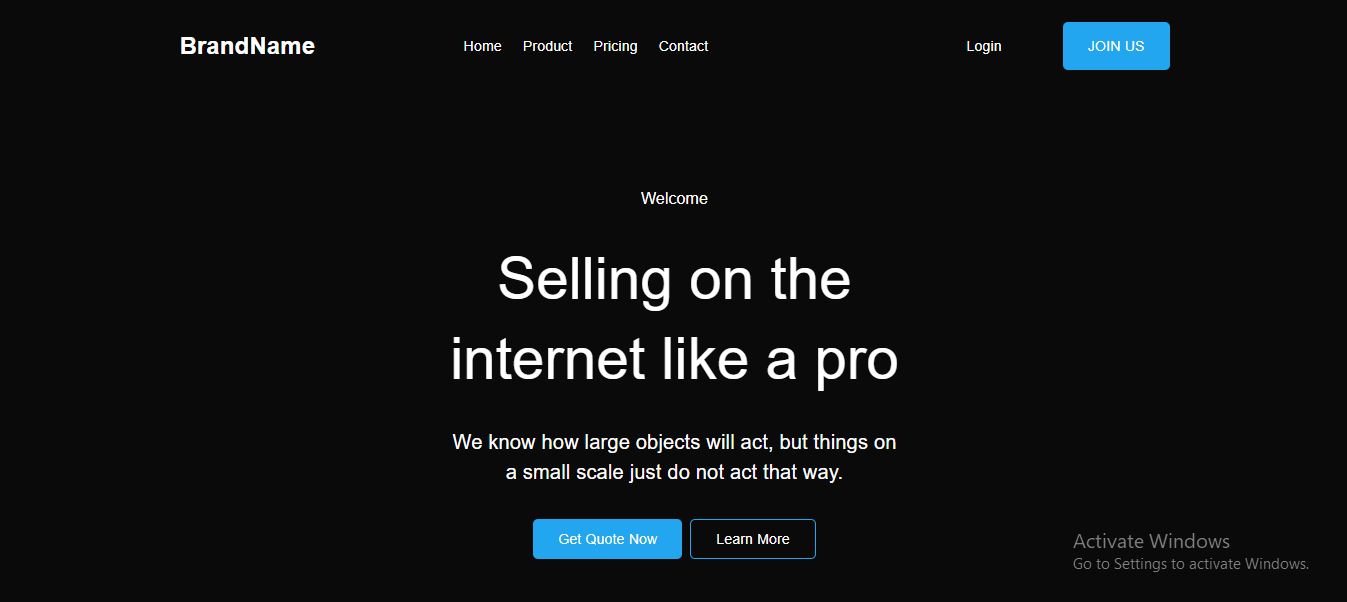 BrandName Home Product Pricing Contact Login JOIN US
Welcome
Selling on the
internet like a pro
We know how large objects will act, but things on
a small scale just do not act that way.
Get Quote Now Learn More
Activate Windows
Go to Settings to activate Windows.